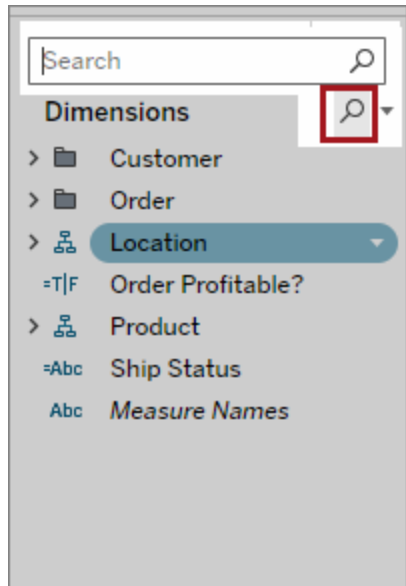 Search
Dimensions
Customer
Order
Location
=T|F Order Profitable?
Product
=Abc Ship Status
Abc Measure Names